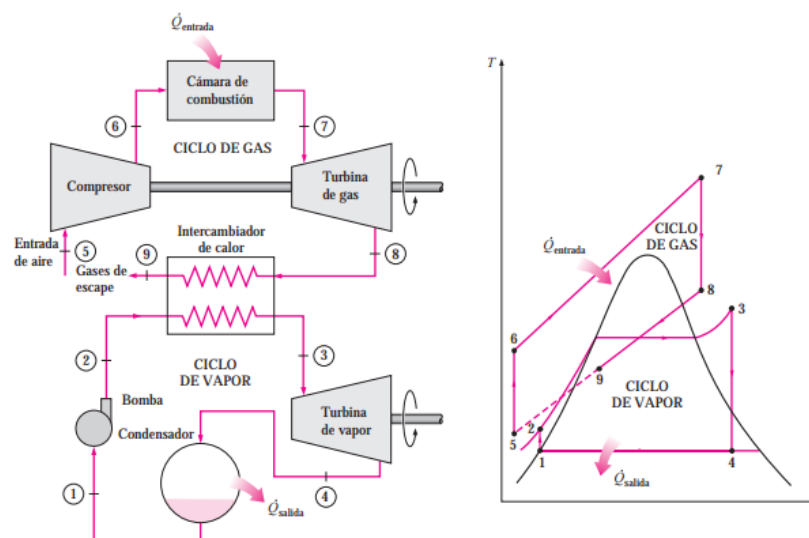 Q̇entrada
Cámara de
combustión
6
7
CICLO DE GAS
Compresor
Turbina
de gas
Entrada
de aire
5
Intercambiador
de calor
9
8
Gases de
escape
2
3
CICLO
DE VAPOR
Bomba
Condensador
Turbina
de vapor
1
4
Q̇salida
T
7
CICLO
DE GAS
Q̇entrada
8
3
6
9
CICLO
DE VAPOR
2
5
1
4
Q̇salida